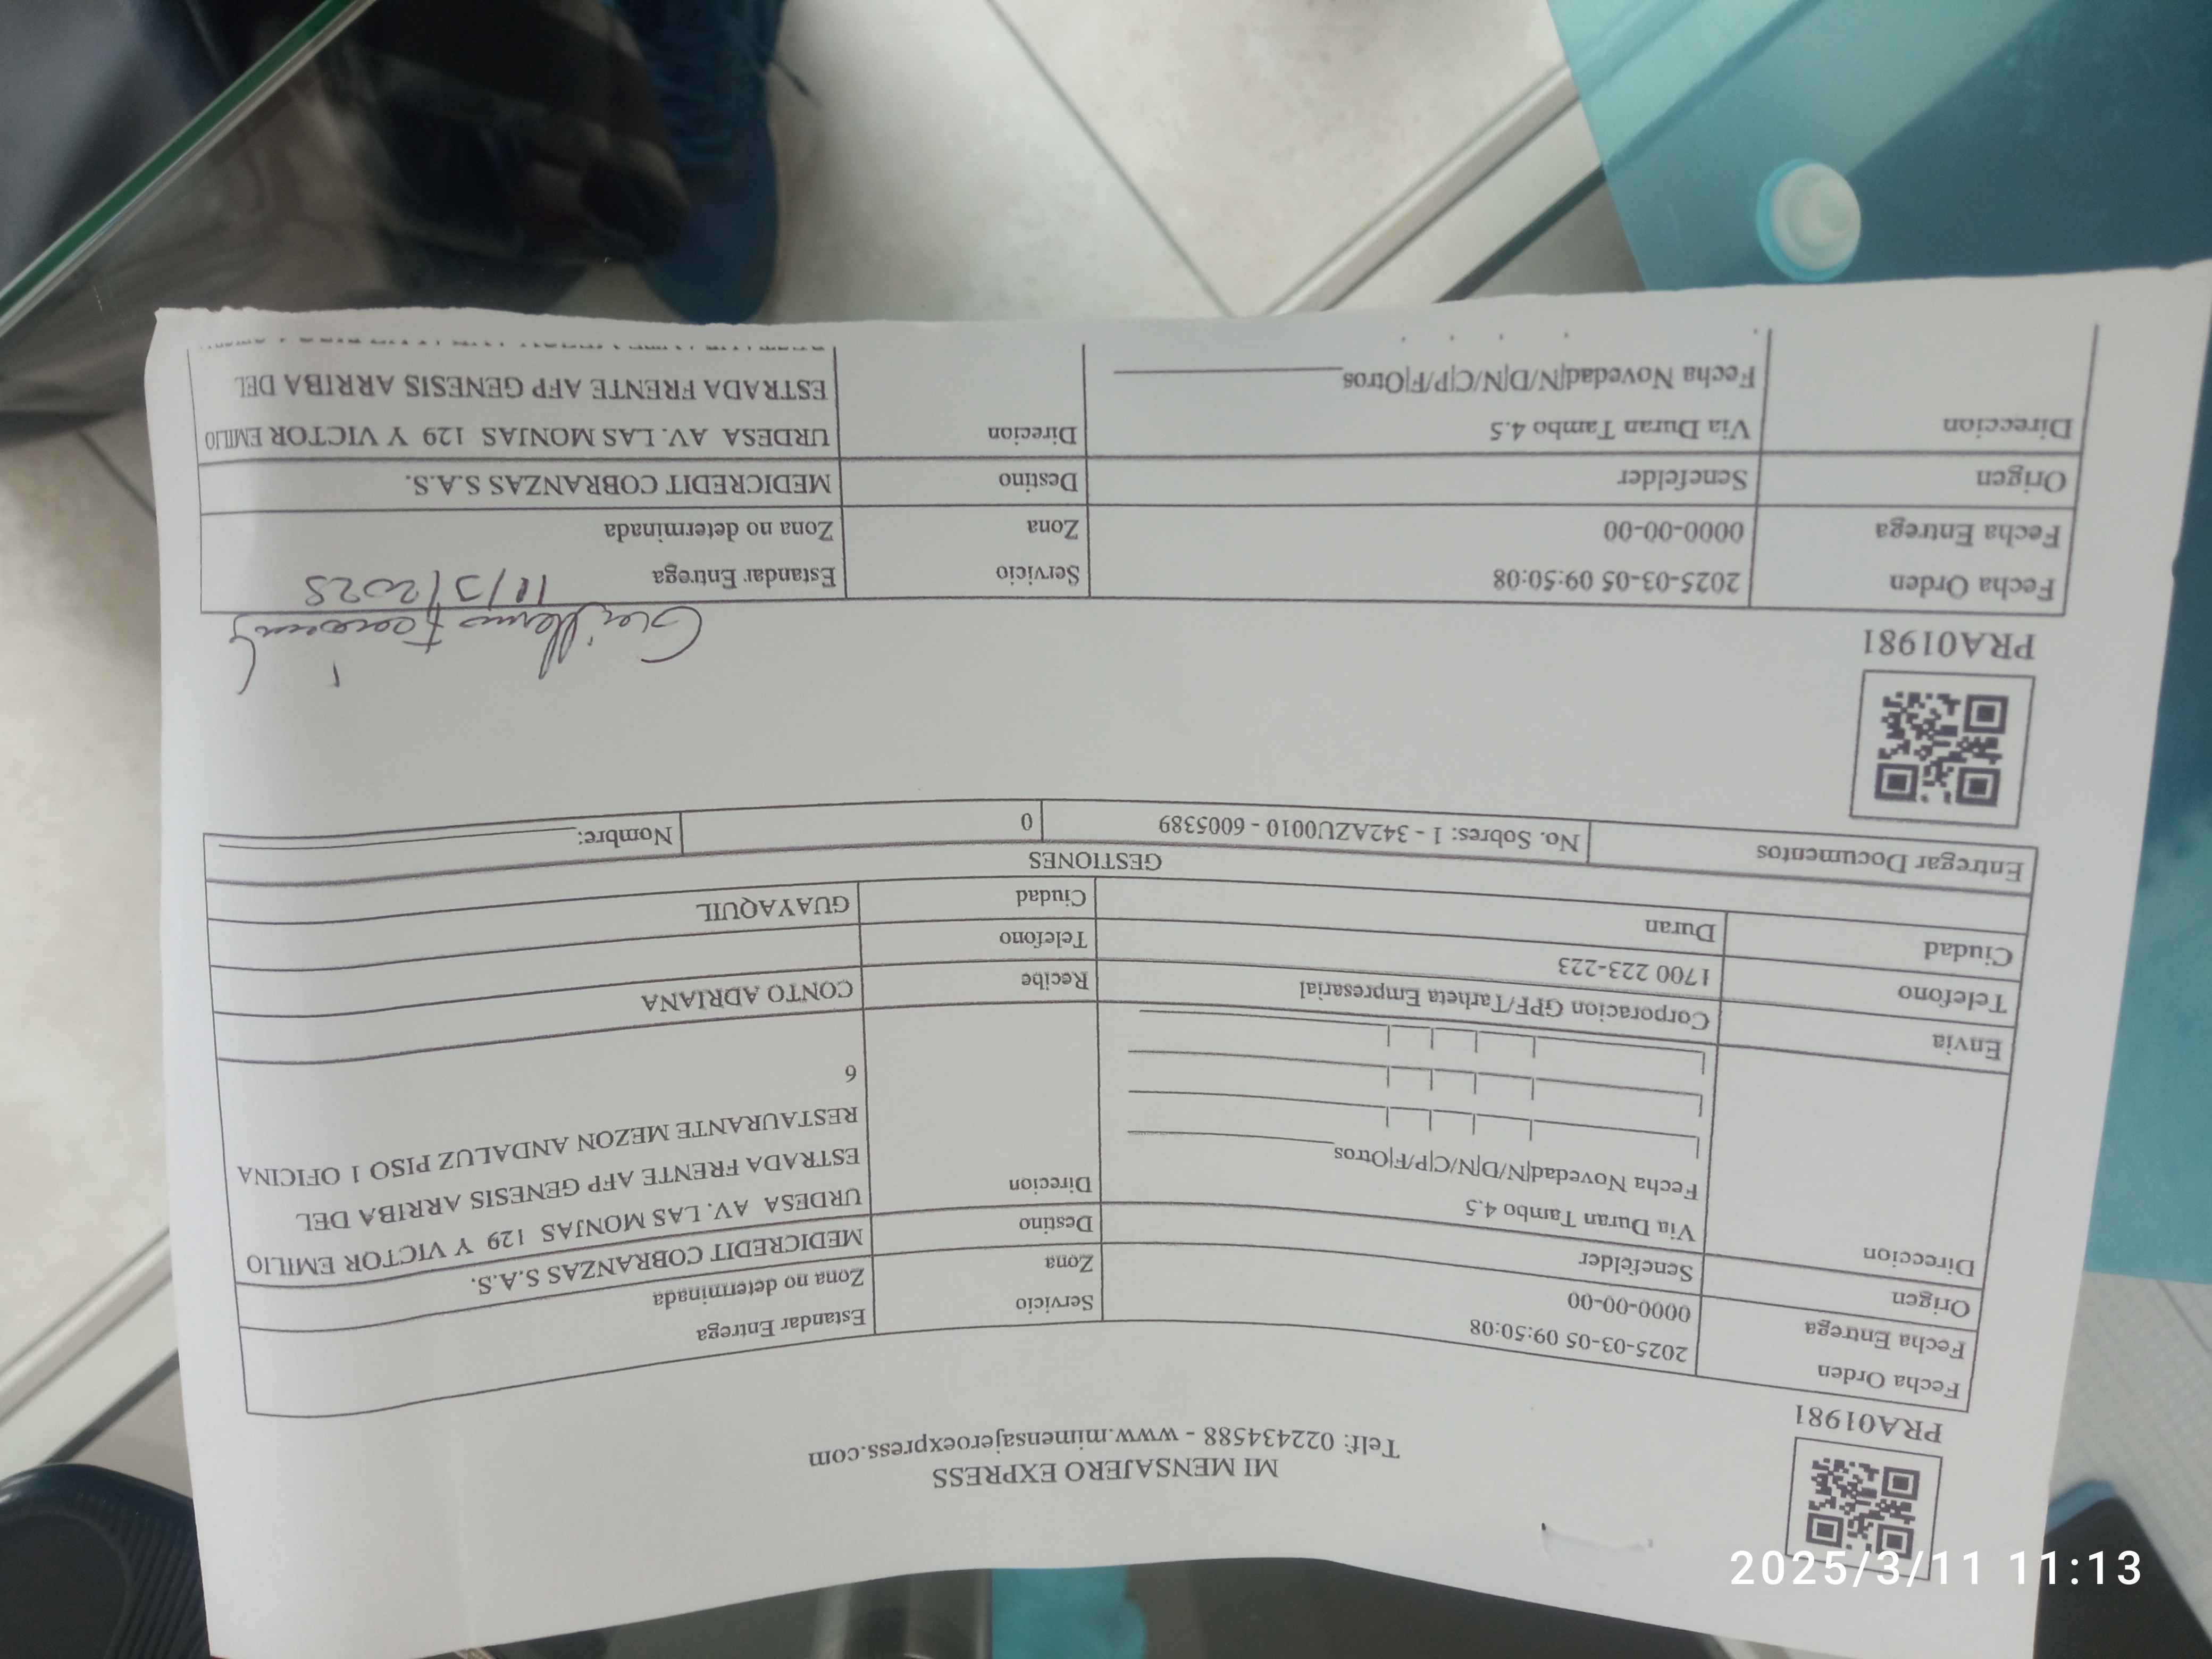 MI MENSAJERO EXPRESS
Telf: 022434588 - www.mimensajeroexpress.com
PRA01981
Fecha Orden 2025-03-05 09:50:08 Servicio Estandar Entrega
Fecha Entrega 0000-00-00 Zona Zona no determinada
Origen Senefelder Destino MEDICREDIT COBRANZAS S.A.S.
Direccion Via Duran Tambo 4.5 Direcion URDESA AV. LAS MONJAS 129 Y VICTOR EMILIO
Fecha Novedad|N/D|N/C|P/F|Otros ESTRADA FRENTE AFP GENESIS ARRIBA DEL
RESTAURANTE MEZON ANDALUZ PISO 1 OFICINA
6
Envia Corporacion GPF/Tarheta Empresarial Recibe CONTO ADRIANA
Telefono 1700 223-223 Telefono
Ciudad Duran Ciudad GUAYAQUIL
GESTIONES
Entregar Documentos No. Sobres: 1 - 342AZU0010 - 6005389 0 Nombre:
PRA01981
Guillermo
11/3/2025
Fecha Orden 2025-03-05 09:50:08 Servicio Estandar Entrega
Fecha Entrega 0000-00-00 Zona Zona no determinada
Origen Senefelder Destino MEDICREDIT COBRANZAS S.A.S.
Direccion Via Duran Tambo 4.5 Direcion URDESA AV. LAS MONJAS 129 Y VICTOR EMILIO
Fecha Novedad|N/D|N/C|P/F|Otros ESTRADA FRENTE AFP GENESIS ARRIBA DEL
2025/3/11 11:13